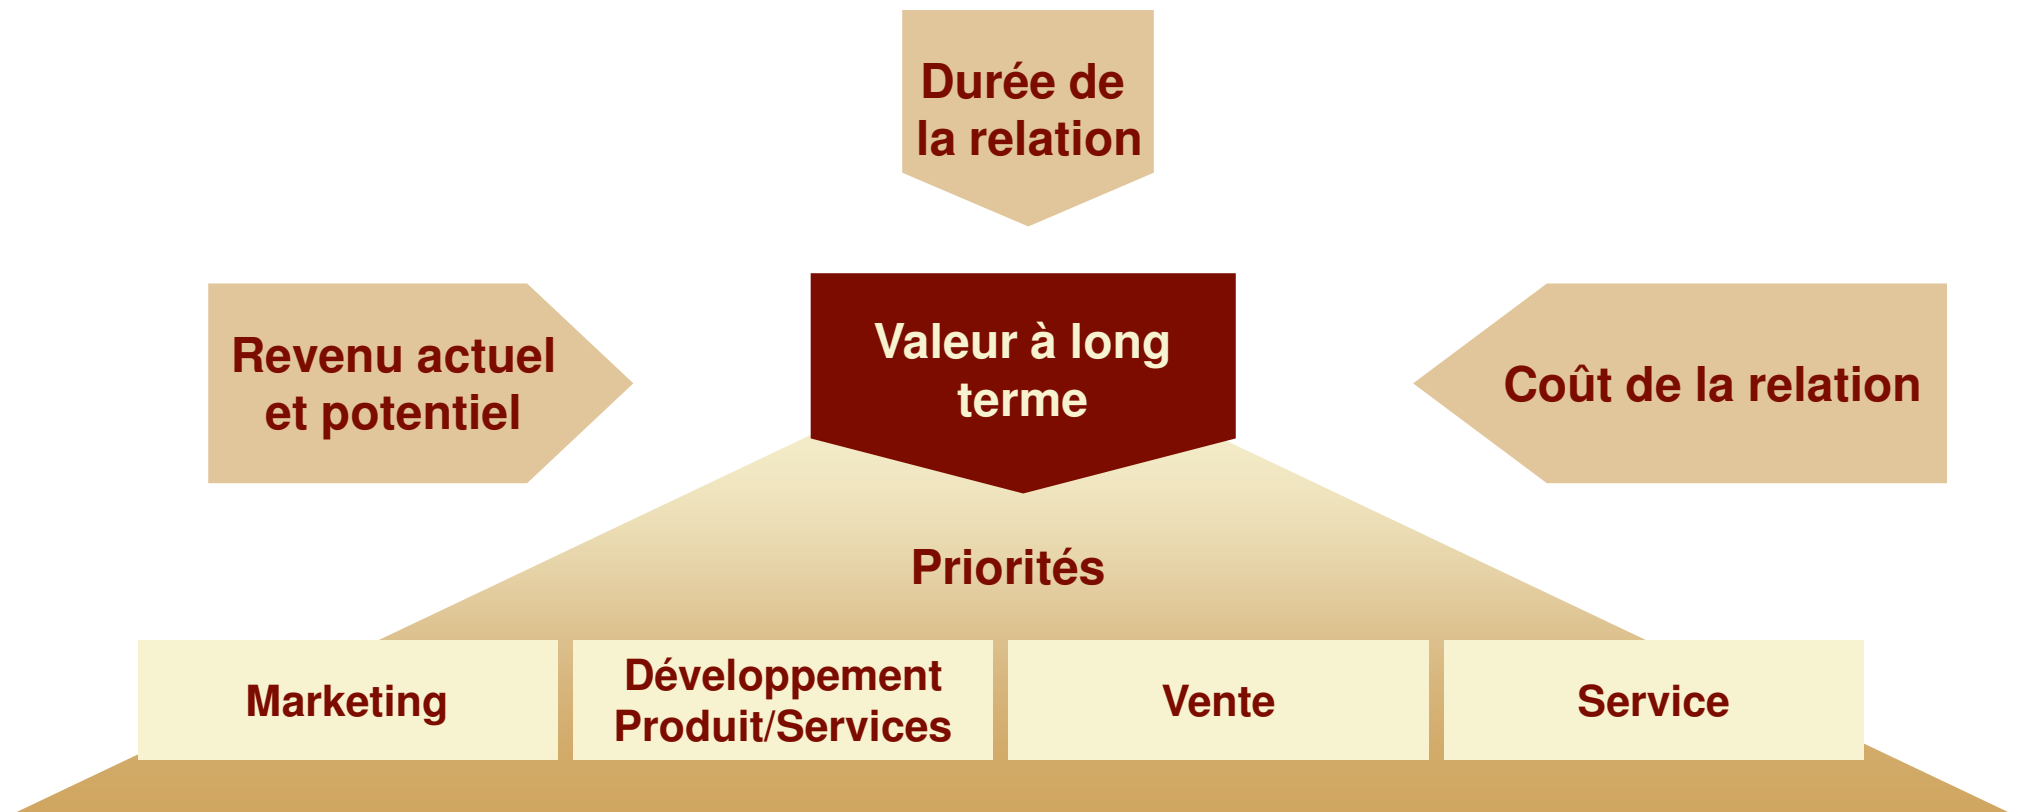 Durée de
la relation
Revenu actuel
et potentiel
Valeur à long
terme
Coût de la relation
Priorités
Marketing
Développement
Produit/Services
Vente
Service